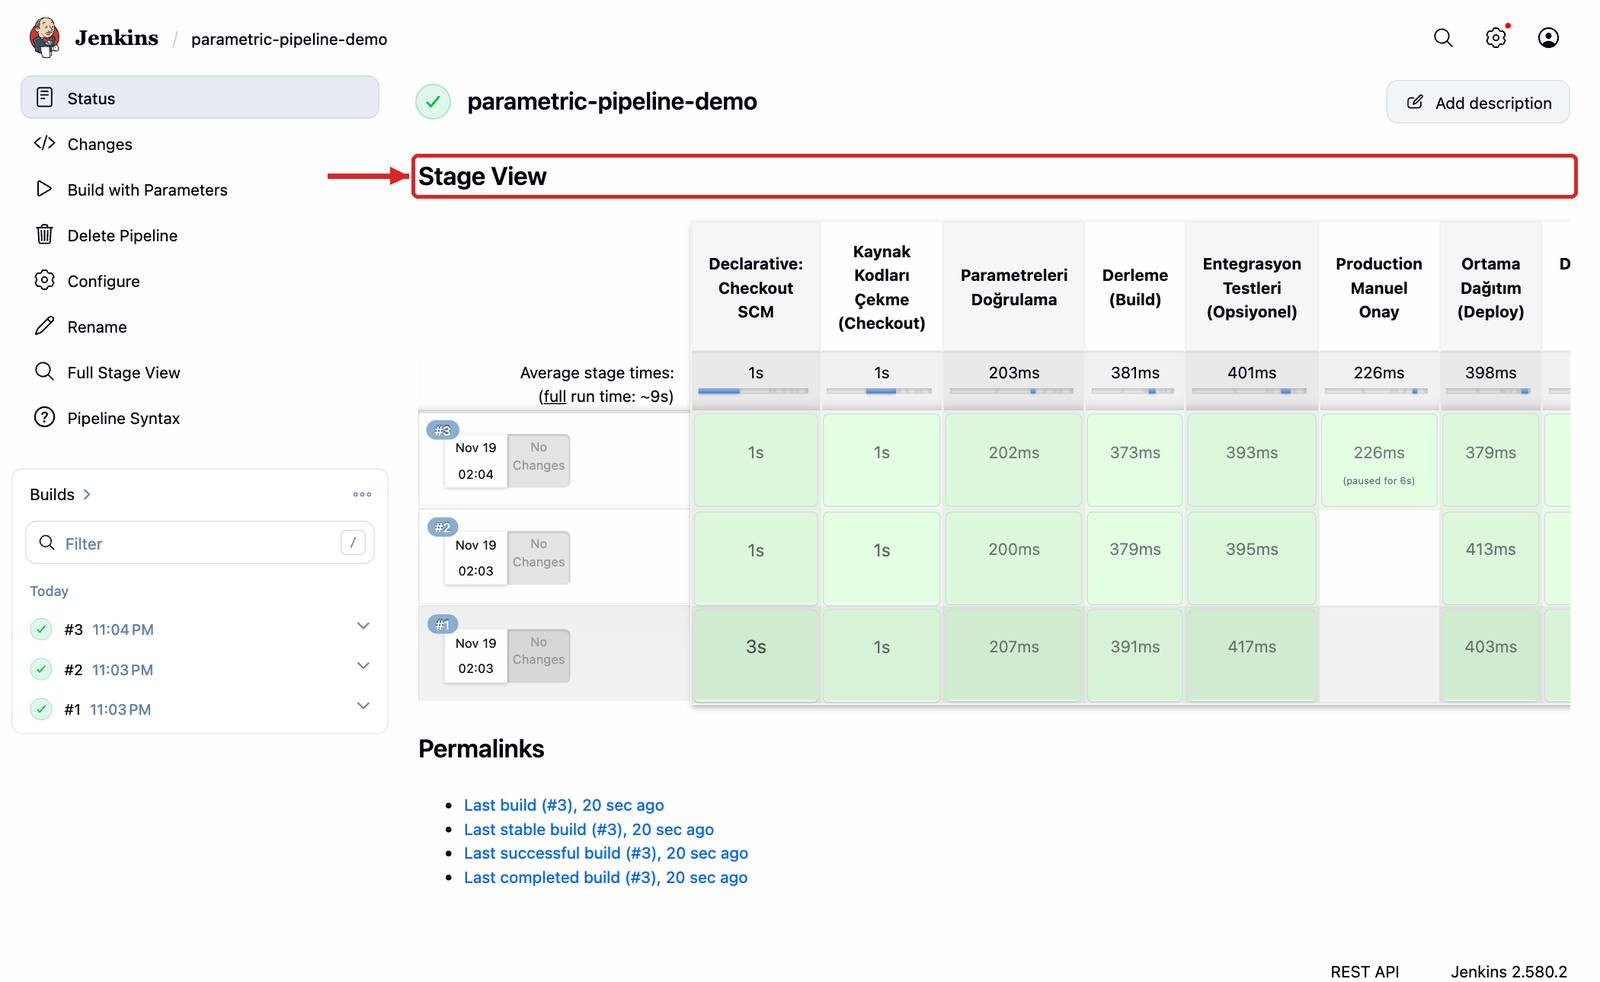 Jenkins / parametric-pipeline-demo
Status
Changes
Build with Parameters
Delete Pipeline
Configure
Rename
Full Stage View
Pipeline Syntax
Builds
Filter /
Today
#3 11:04 PM
#2 11:03 PM
#1 11:03 PM
parametric-pipeline-demo
Add description
Stage View
Declarative:
Checkout
SCM
Kaynak
Kodları
Çekme
(Checkout)
Parametreleri
Doğrulama
Derleme
(Build)
Entegrasyon
Testleri
(Opsiyonel)
Production
Manuel
Onay
Ortama
Dağıtım
(Deploy)
D
Average stage times:
(full run time: ~9s)
1s 1s 203ms 381ms 401ms 226ms 398ms
#3
Nov 19
02:04
No
Changes
1s 1s 202ms 373ms 393ms 226ms 379ms
(paused for 6s)
#2
Nov 19
02:03
No
Changes
1s 1s 200ms 379ms 395ms 413ms
#1
Nov 19
02:03
No
Changes
3s 1s 207ms 391ms 417ms 403ms
Permalinks
Last build (#3), 20 sec ago
Last stable build (#3), 20 sec ago
Last successful build (#3), 20 sec ago
Last completed build (#3), 20 sec ago
REST API Jenkins 2.580.2